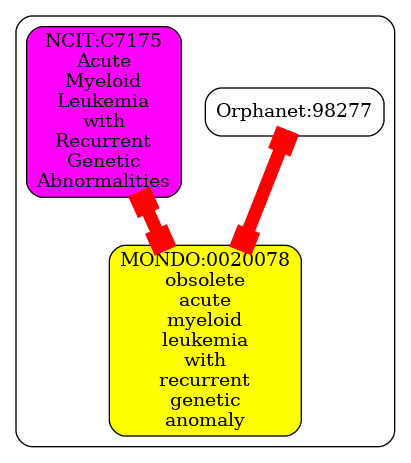 NCIT:C7175
Acute
Myeloid
Leukemia
with
Recurrent
Genetic
Abnormalities
Orphanet:98277
MONDO:0020078
obsolete
acute
myeloid
leukemia
with
recurrent
genetic
anomaly